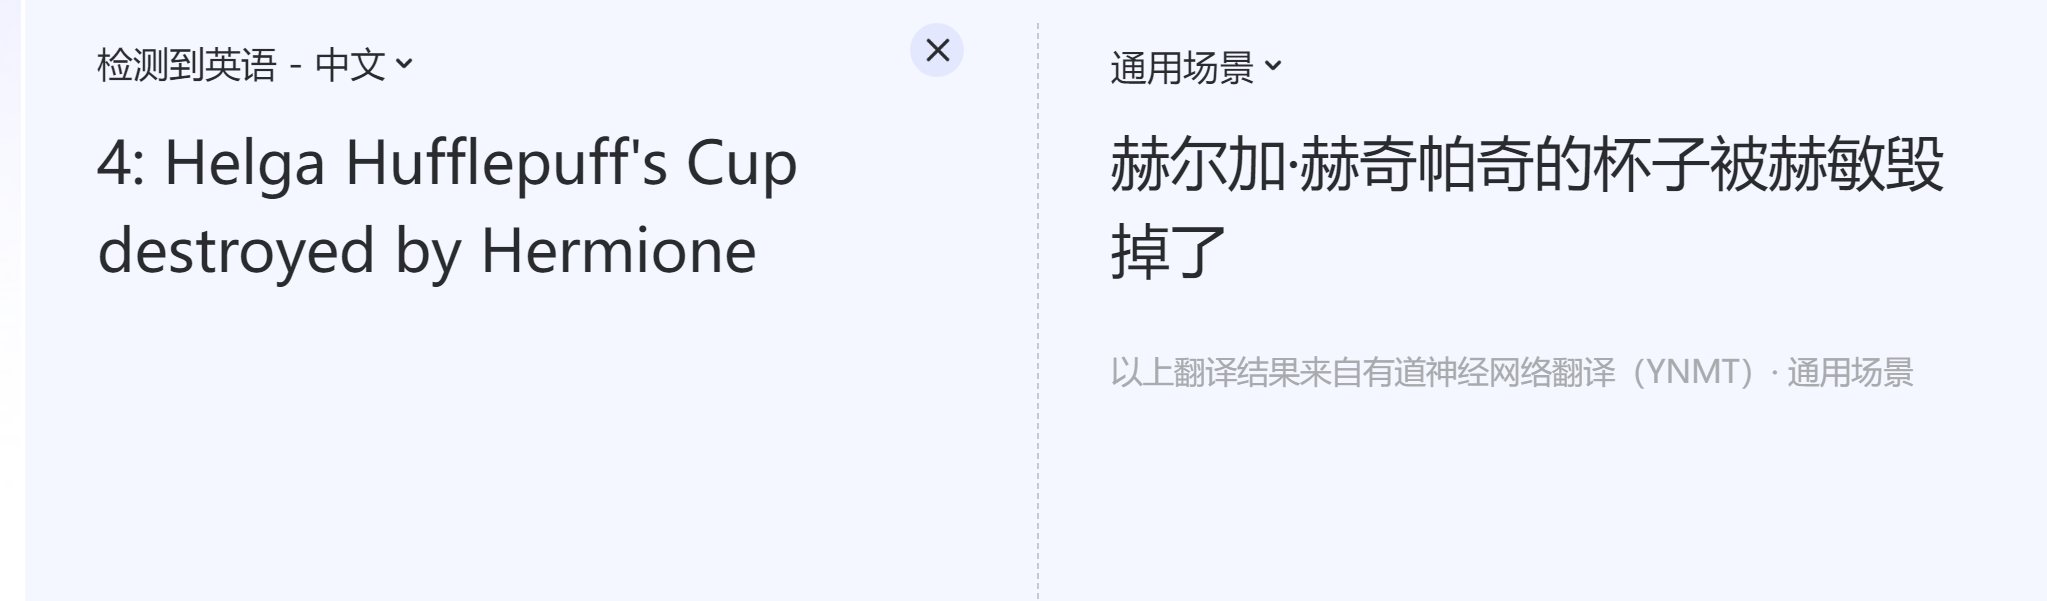 检测到英语 - 中文
通用场景
4: Helga Hufflepuff's Cup
destroyed by Hermione
赫尔加·赫奇帕奇的杯子被赫敏毁
掉了
以上翻译结果来自有道神经网络翻译（YNMT）· 通用场景